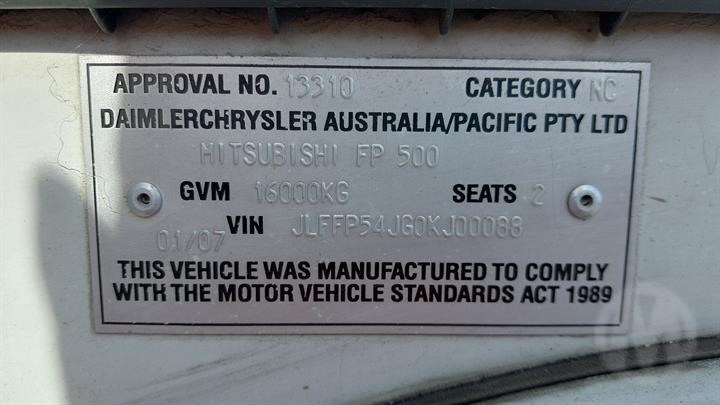 APPROVAL NO. 13310 CATEGORY NC
DAIMLERCHRYSLER AUSTRALIA/PACIFIC PTY LTD
MITSUBISHI FP 500
GVM 16000KG SEATS 2
01/07 VIN JLFFP54JG0KJ00088
THIS VEHICLE WAS MANUFACTURED TO COMPLY
WITH THE MOTOR VEHICLE STANDARDS ACT 1989